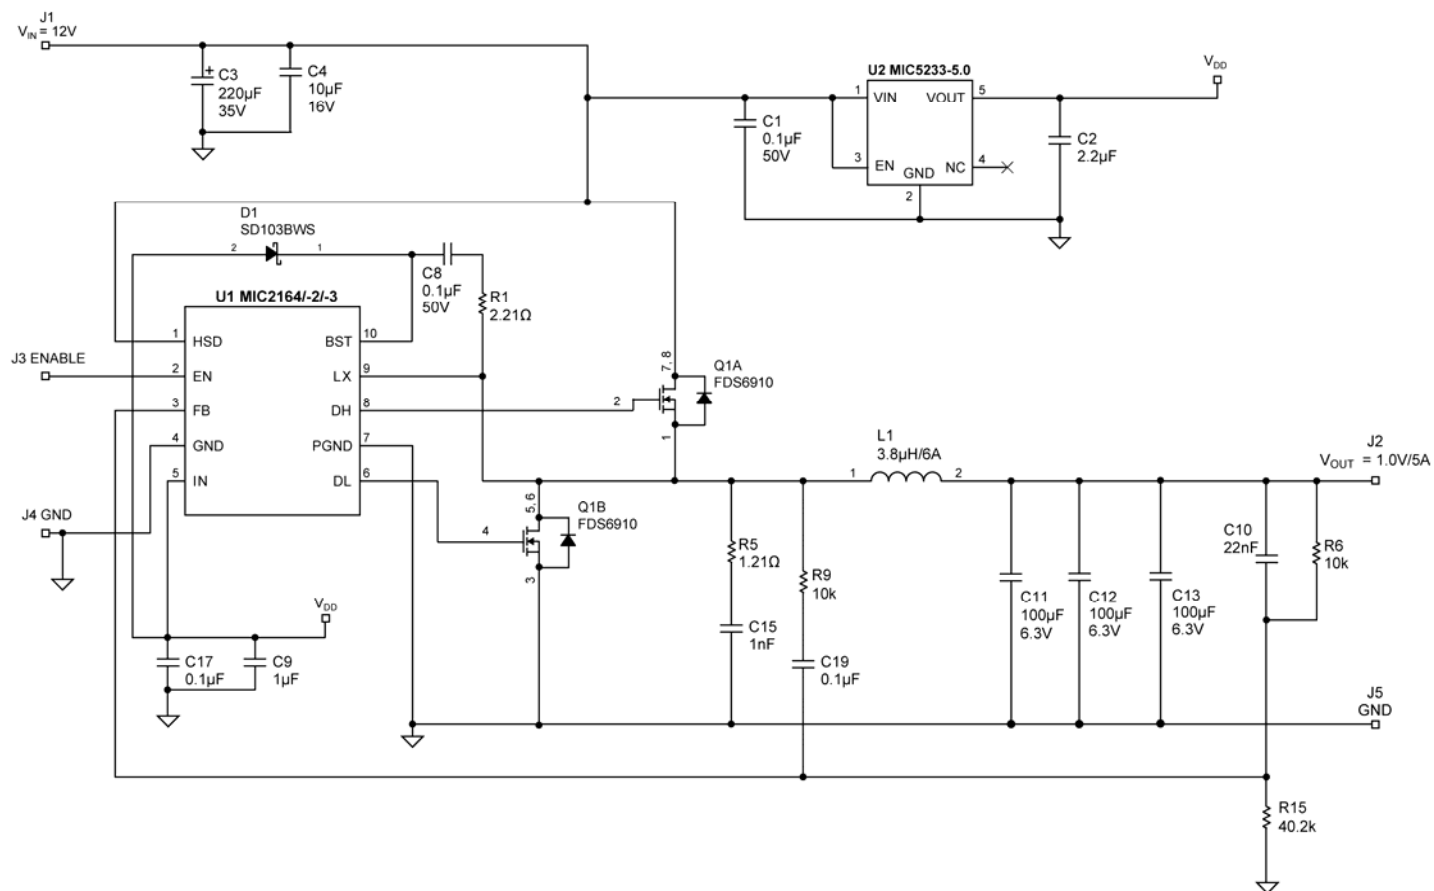 J1
VIN = 12V
C3
220µF
35V
+
C4
10µF
16V
U2 MIC5233-5.0
1
VIN
VOUT
5
3
EN
GND
NC
4
2
VDD
C1
0.1µF
50V
C2
2.2µF
D1
SD103BWS
2
1
C8
0.1µF
50V
R1
2.21Ω
U1 MIC2164/-2/-3
1
HSD
BST
10
J3 ENABLE
2
EN
LX
9
3
FB
DH
8
4
GND
PGND
7
5
IN
DL
6
J4 GND
7, 8
Q1A
FDS6910
2
1
5, 6
Q1B
FDS6910
4
3
L1
3.8µH/6A
1
2
J2
VOUT = 1.0V/5A
R5
1.21Ω
C15
1nF
R9
10k
C19
0.1µF
C11
100µF
6.3V
C12
100µF
6.3V
C13
100µF
6.3V
C10
22nF
R6
10k
VDD
C17
0.1µF
C9
1µF
J5
GND
R15
40.2k